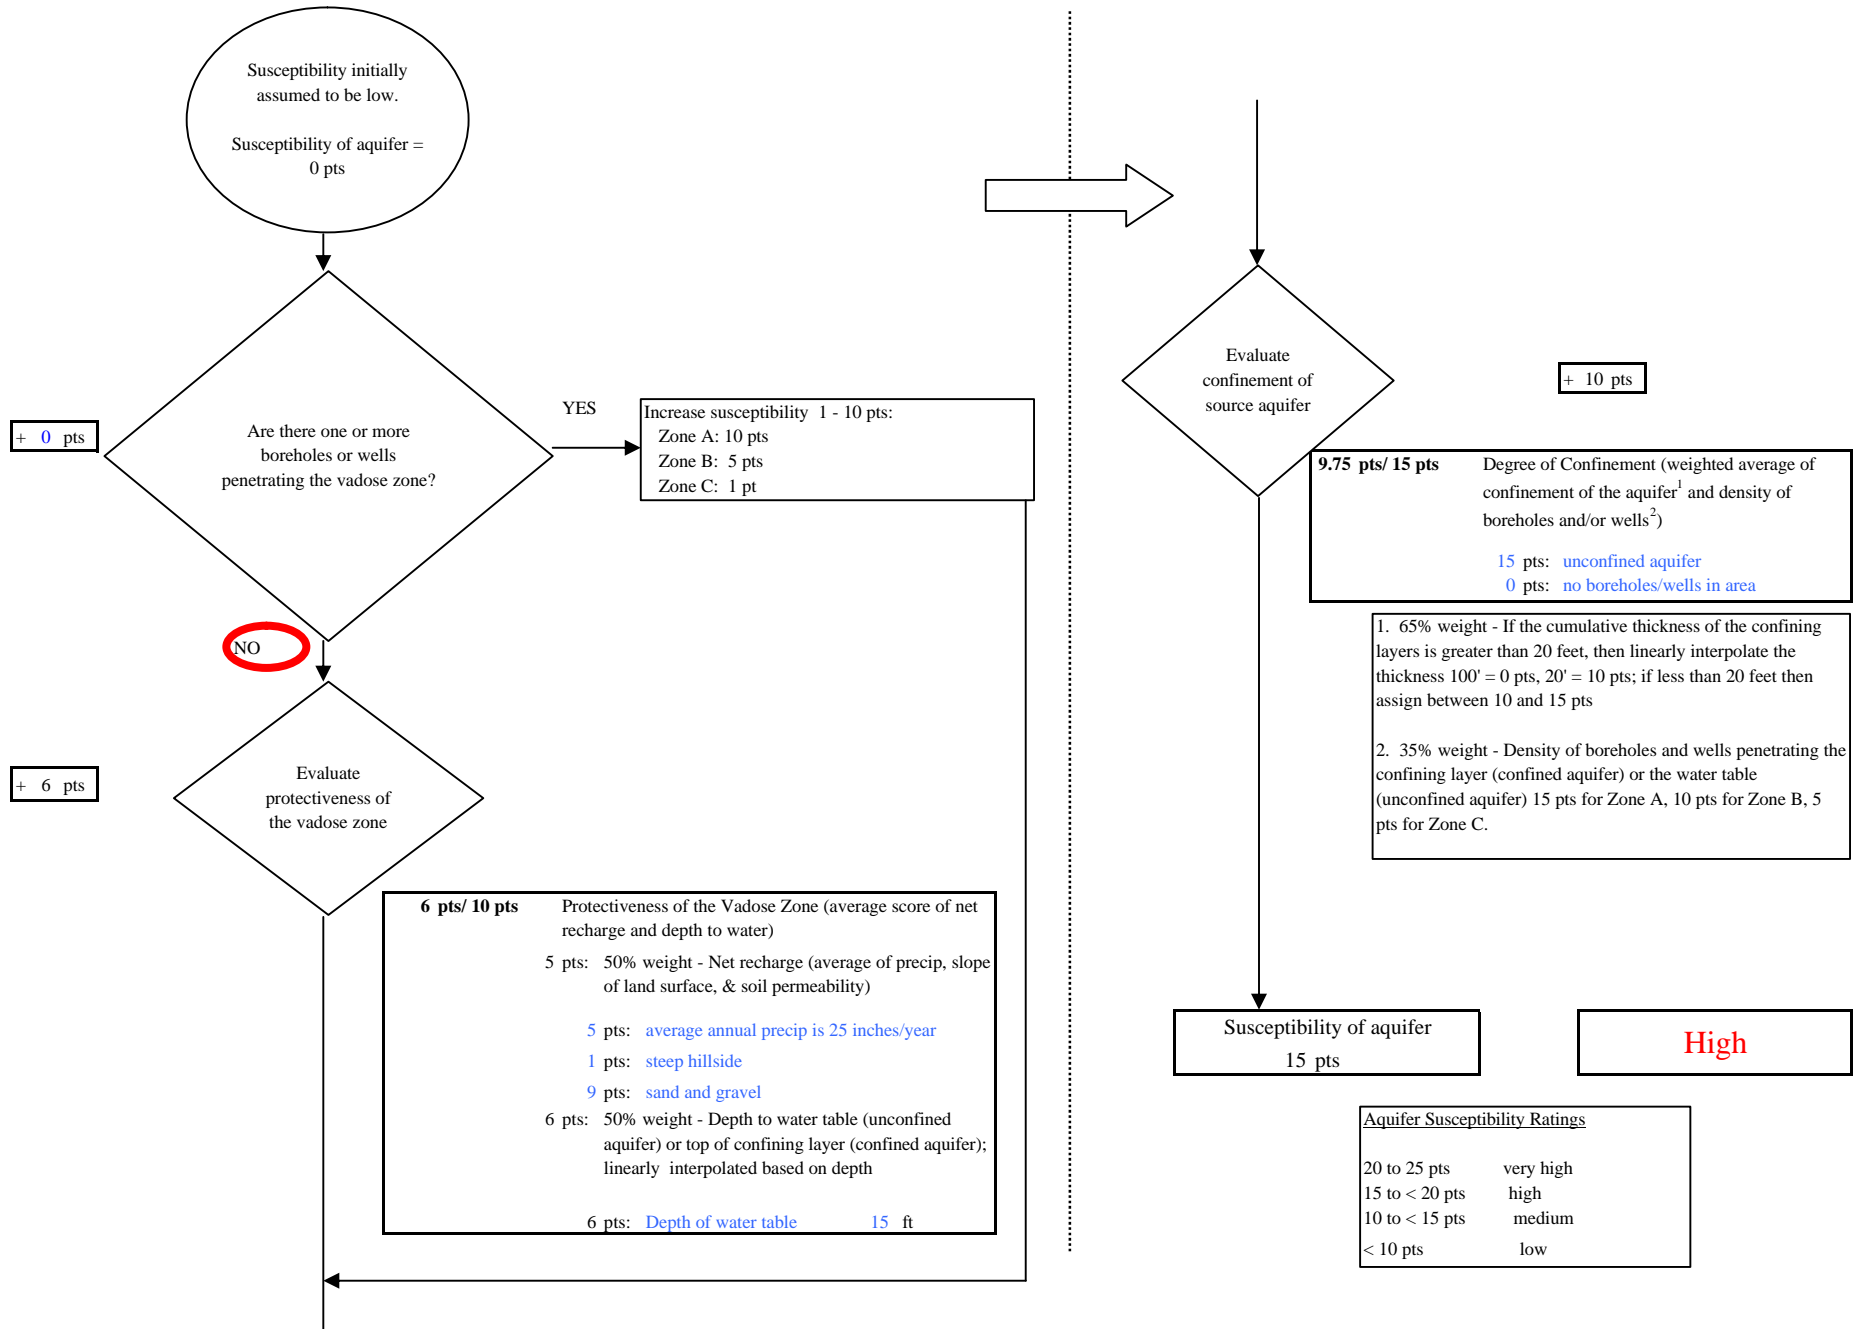 Susceptibility initially
assumed to be low.
Susceptibility of aquifer =
0 pts
+ 0 pts
Are there one or more
boreholes or wells
penetrating the vadose zone?
YES
Increase susceptibility 1 - 10 pts:
Zone A: 10 pts
Zone B: 5 pts
Zone C: 1 pt
NO
+ 6 pts
Evaluate
protectiveness of
the vadose zone
6 pts/ 10 pts Protectiveness of the Vadose Zone (average score of net
recharge and depth to water)
5 pts: 50% weight - Net recharge (average of precip, slope
of land surface, & soil permeability)
5 pts: average annual precip is 25 inches/year
1 pts: steep hillside
9 pts: sand and gravel
6 pts: 50% weight - Depth to water table (unconfined
aquifer) or top of confining layer (confined aquifer);
linearly interpolated based on depth
6 pts: Depth of water table 15 ft
Evaluate
confinement of
source aquifer
+ 10 pts
9.75 pts/ 15 pts Degree of Confinement (weighted average of
confinement of the aquifer1 and density of
boreholes and/or wells2)
15 pts: unconfined aquifer
0 pts: no boreholes/wells in area
1. 65% weight - If the cumulative thickness of the confining
layers is greater than 20 feet, then linearly interpolate the
thickness 100' = 0 pts, 20' = 10 pts; if less than 20 feet then
assign between 10 and 15 pts
2. 35% weight - Density of boreholes and wells penetrating the
confining layer (confined aquifer) or the water table
(unconfined aquifer) 15 pts for Zone A, 10 pts for Zone B, 5
pts for Zone C.
Susceptibility of aquifer
15 pts
High
Aquifer Susceptibility Ratings
20 to 25 pts very high
15 to < 20 pts high
10 to < 15 pts medium
< 10 pts low